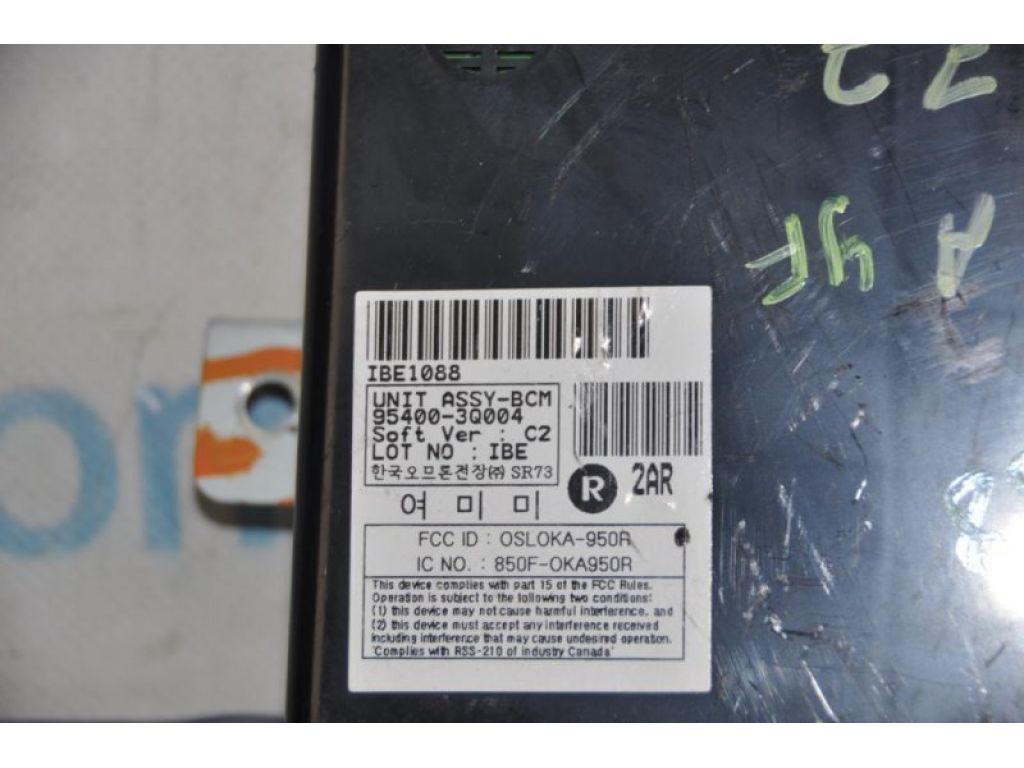 IBE1088
UNIT ASSY-BCM
95400-3Q004
Soft Ver : C2
LOT NO : IBE
한국오므론전장㈜ SR73
R
2AR
여 미 미
FCC ID : OSLOKA-950R
IC NO. : 850F-OKA950R
This device complies with part 15 of the FCC Rules.
Operation is subject to the following two conditions:
(1) this device may not cause harmful interference, and
(2) this device must accept any interference received
including interference that may cause undesired operation.
"Complies with RSS-210 of Industry Canada"